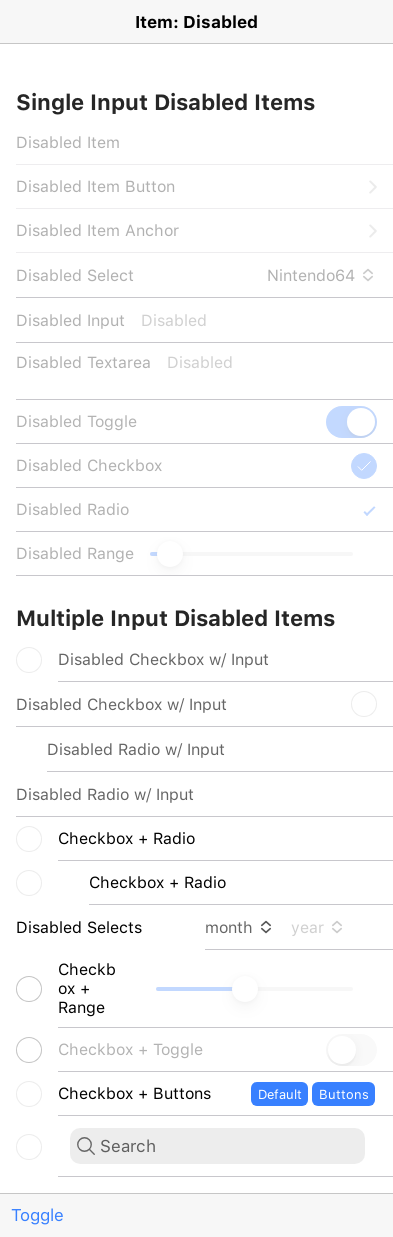 Item: Disabled
Single Input Disabled Items
Disabled Item
Disabled Item Button
Disabled Item Anchor
Disabled Select Nintendo64
Disabled Input Disabled
Disabled Textarea Disabled
Disabled Toggle
Disabled Checkbox
Disabled Radio
Disabled Range
Multiple Input Disabled Items
Disabled Checkbox w/ Input
Disabled Checkbox w/ Input
Disabled Radio w/ Input
Disabled Radio w/ Input
Checkbox + Radio
Checkbox + Radio
Disabled Selects month year
Checkb
ox +
Range
Checkbox + Toggle
Checkbox + Buttons Default Buttons
Search
Toggle